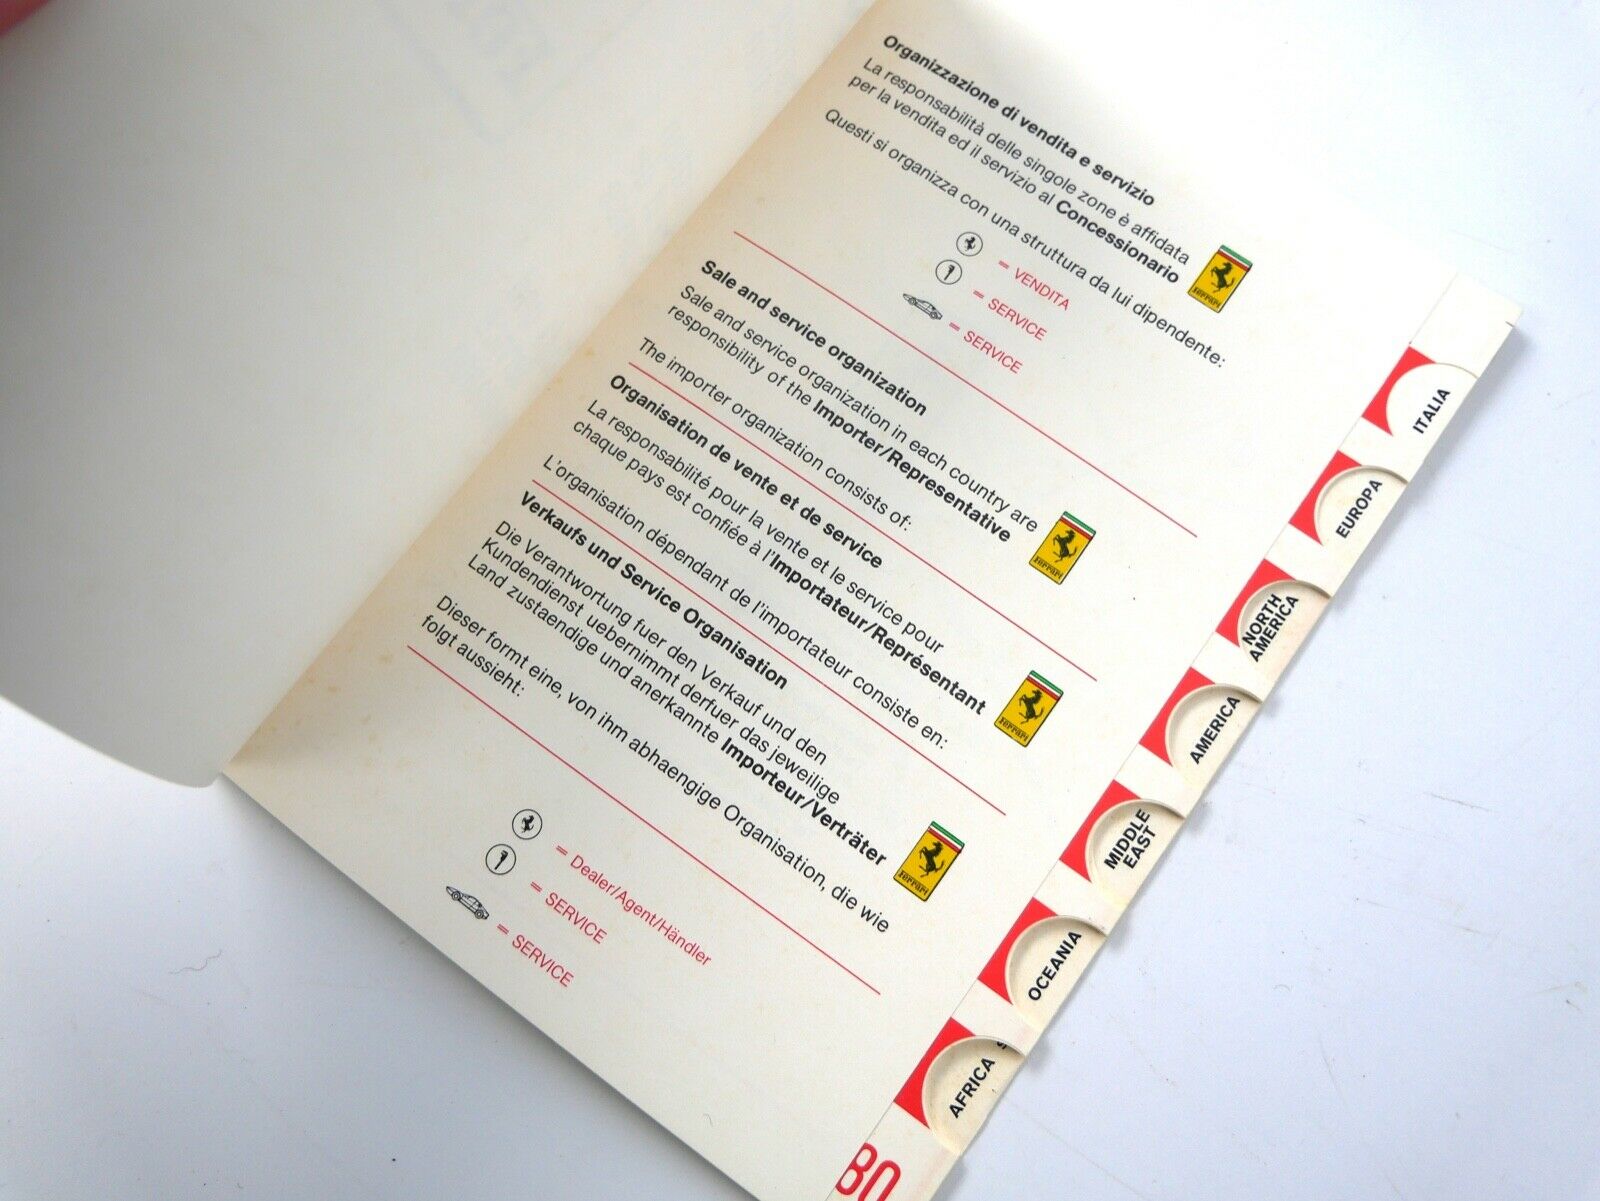 Organizzazione di vendita e servizio
La responsabilità delle singole zone è affidata
per la vendita ed il servizio al Concessionario
Ferrari
Questi si organizza con una struttura da lui dipendente:
= VENDITA
= SERVICE
= SERVICE
Sale and service organization
Sale and service organization in each country are
responsibility of the Importer/Representative
Ferrari
The importer organization consists of:
Organisation de vente et de service
La responsabilité pour la vente et le service pour
chaque pays est confiée à l'Importateur/Représentant
Ferrari
L'organisation dépendant de l'importateur consiste en:
Verkaufs und Service Organisation
Die Verantwortung fuer den Verkauf und den
Kundendienst uebernimmt derfuer das jeweilige
Land zustaendige und anerkannte Importeur/Verträter
Ferrari
Dieser formt eine, von ihm abhaengige Organisation, die wie
folgt aussieht:
= Dealer/Agent/Händler
= SERVICE
= SERVICE
ITALIA
EUROPA
NORTH
AMERICA
AMERICA
MIDDLE
EAST
OCEANIA
AFRICA
80